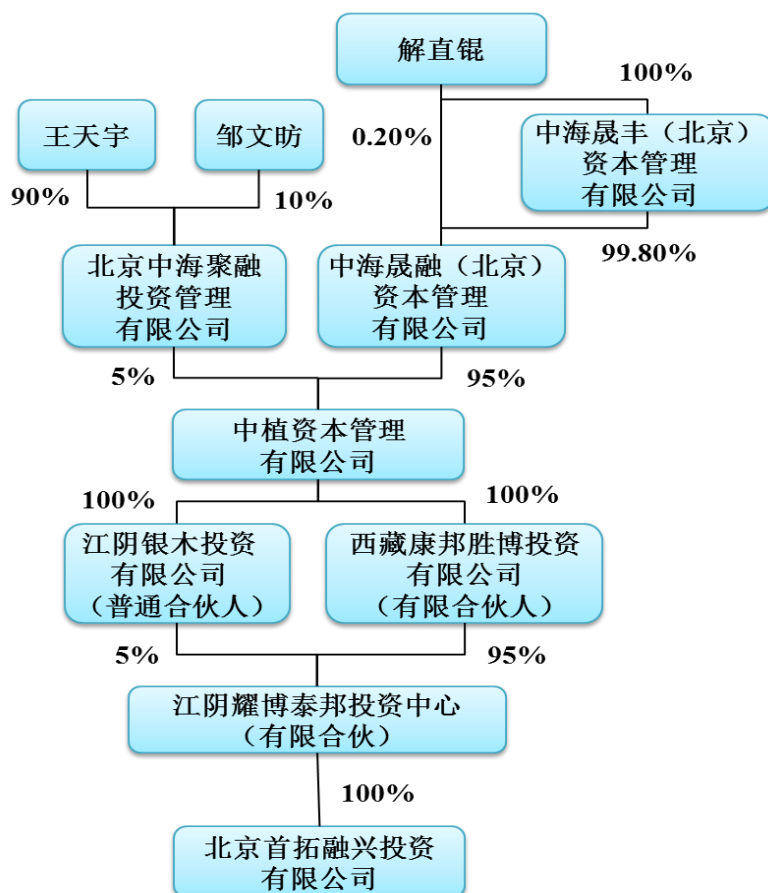 解直锟
100%
王天宇
邹文昉
0.20%
中海晟丰（北京）
资本管理
有限公司
90%
10%
99.80%
北京中海聚融
投资管理
有限公司
中海晟融（北京）
资本管理
有限公司
5%
95%
中植资本管理
有限公司
100%
100%
江阴银木投资
有限公司
（普通合伙人）
西藏康邦胜博投资
有限公司
（有限合伙人）
5%
95%
江阴耀博泰邦投资中心
（有限合伙）
100%
北京首拓融兴投资
有限公司